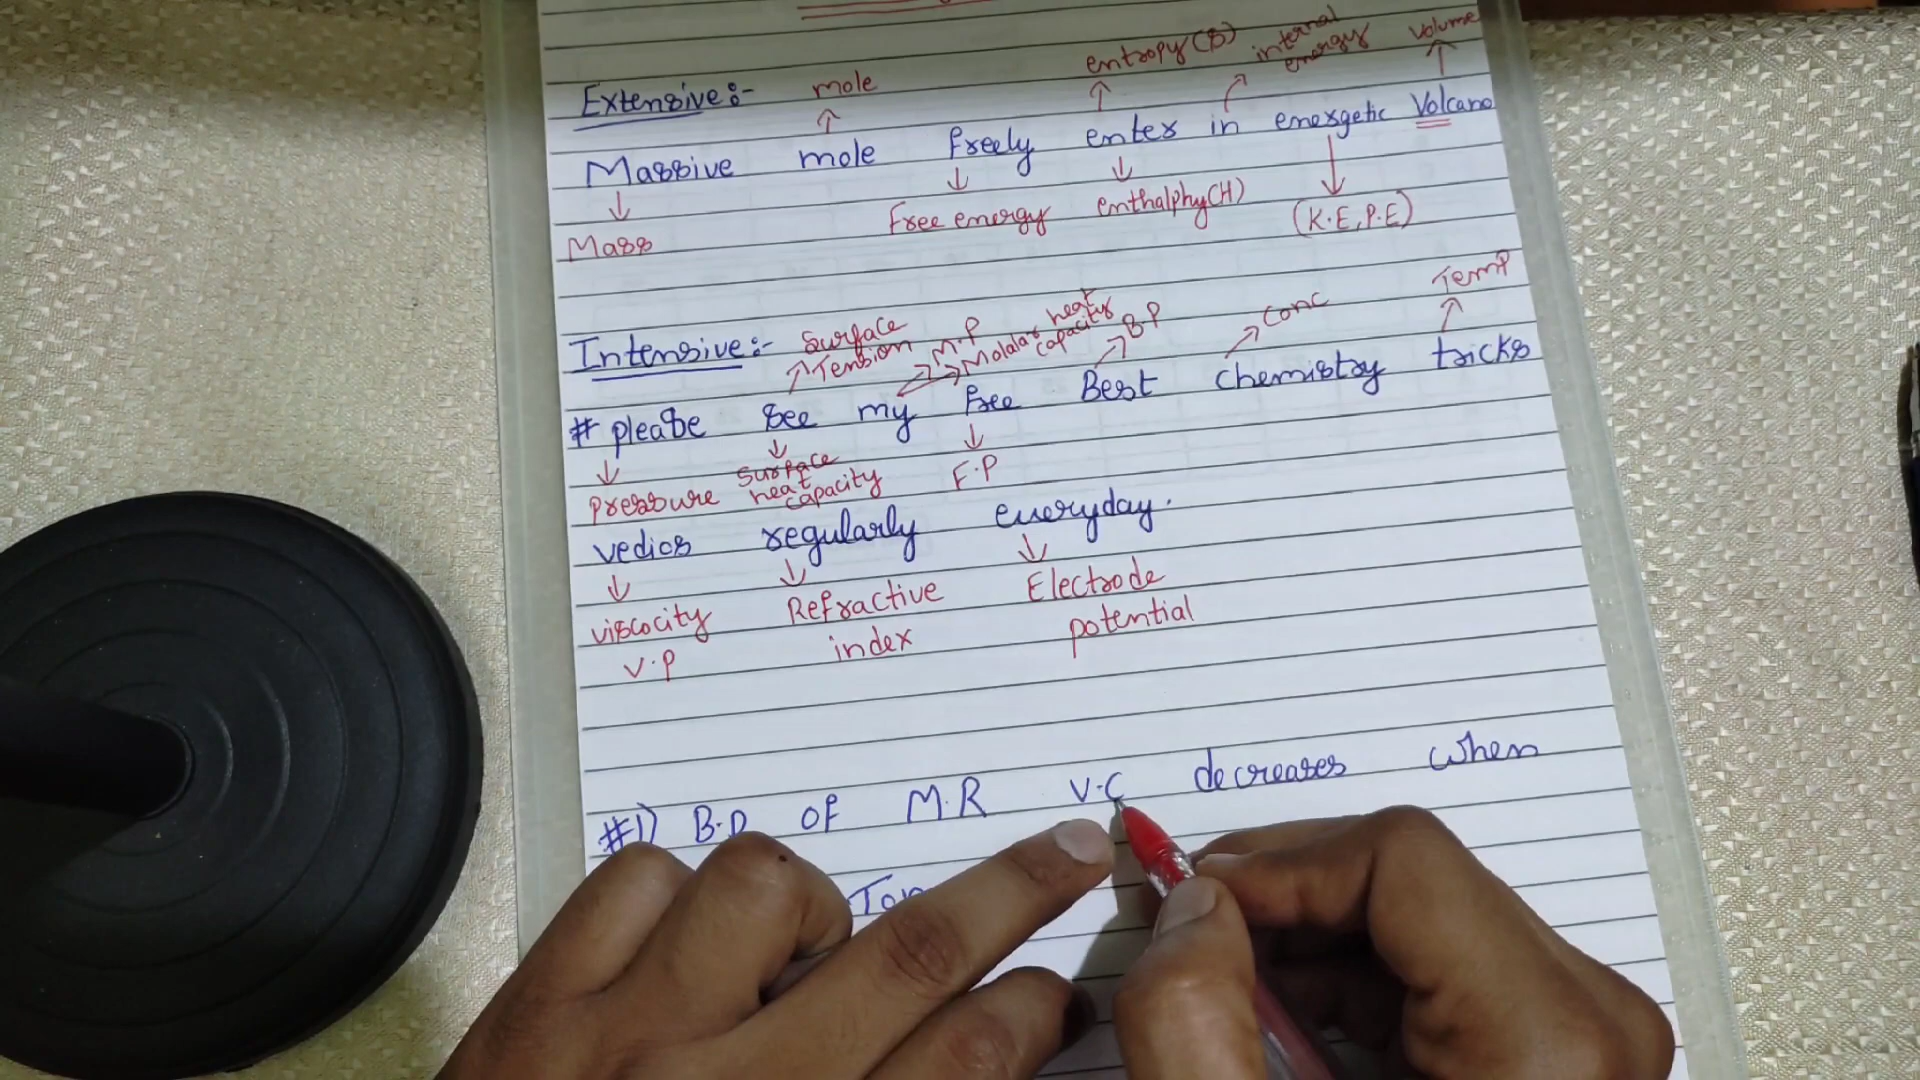 entropy(S) internal energy volume
Extensive:- mole
Massive mole freely enter in energetic Volcano
Mass Free energy enthalphy(H) (K.E, P.E)
Temp
Intensive:- Surface Tension M.P Molalar heat capacity B.P Conc
# please see my free Best chemistry tricks
pressure Surface heat capacity F.P
vedios regularly everyday.
viscocity Refractive Electrode
V.P index potential
#1) B.D of M.R V.C decreases when